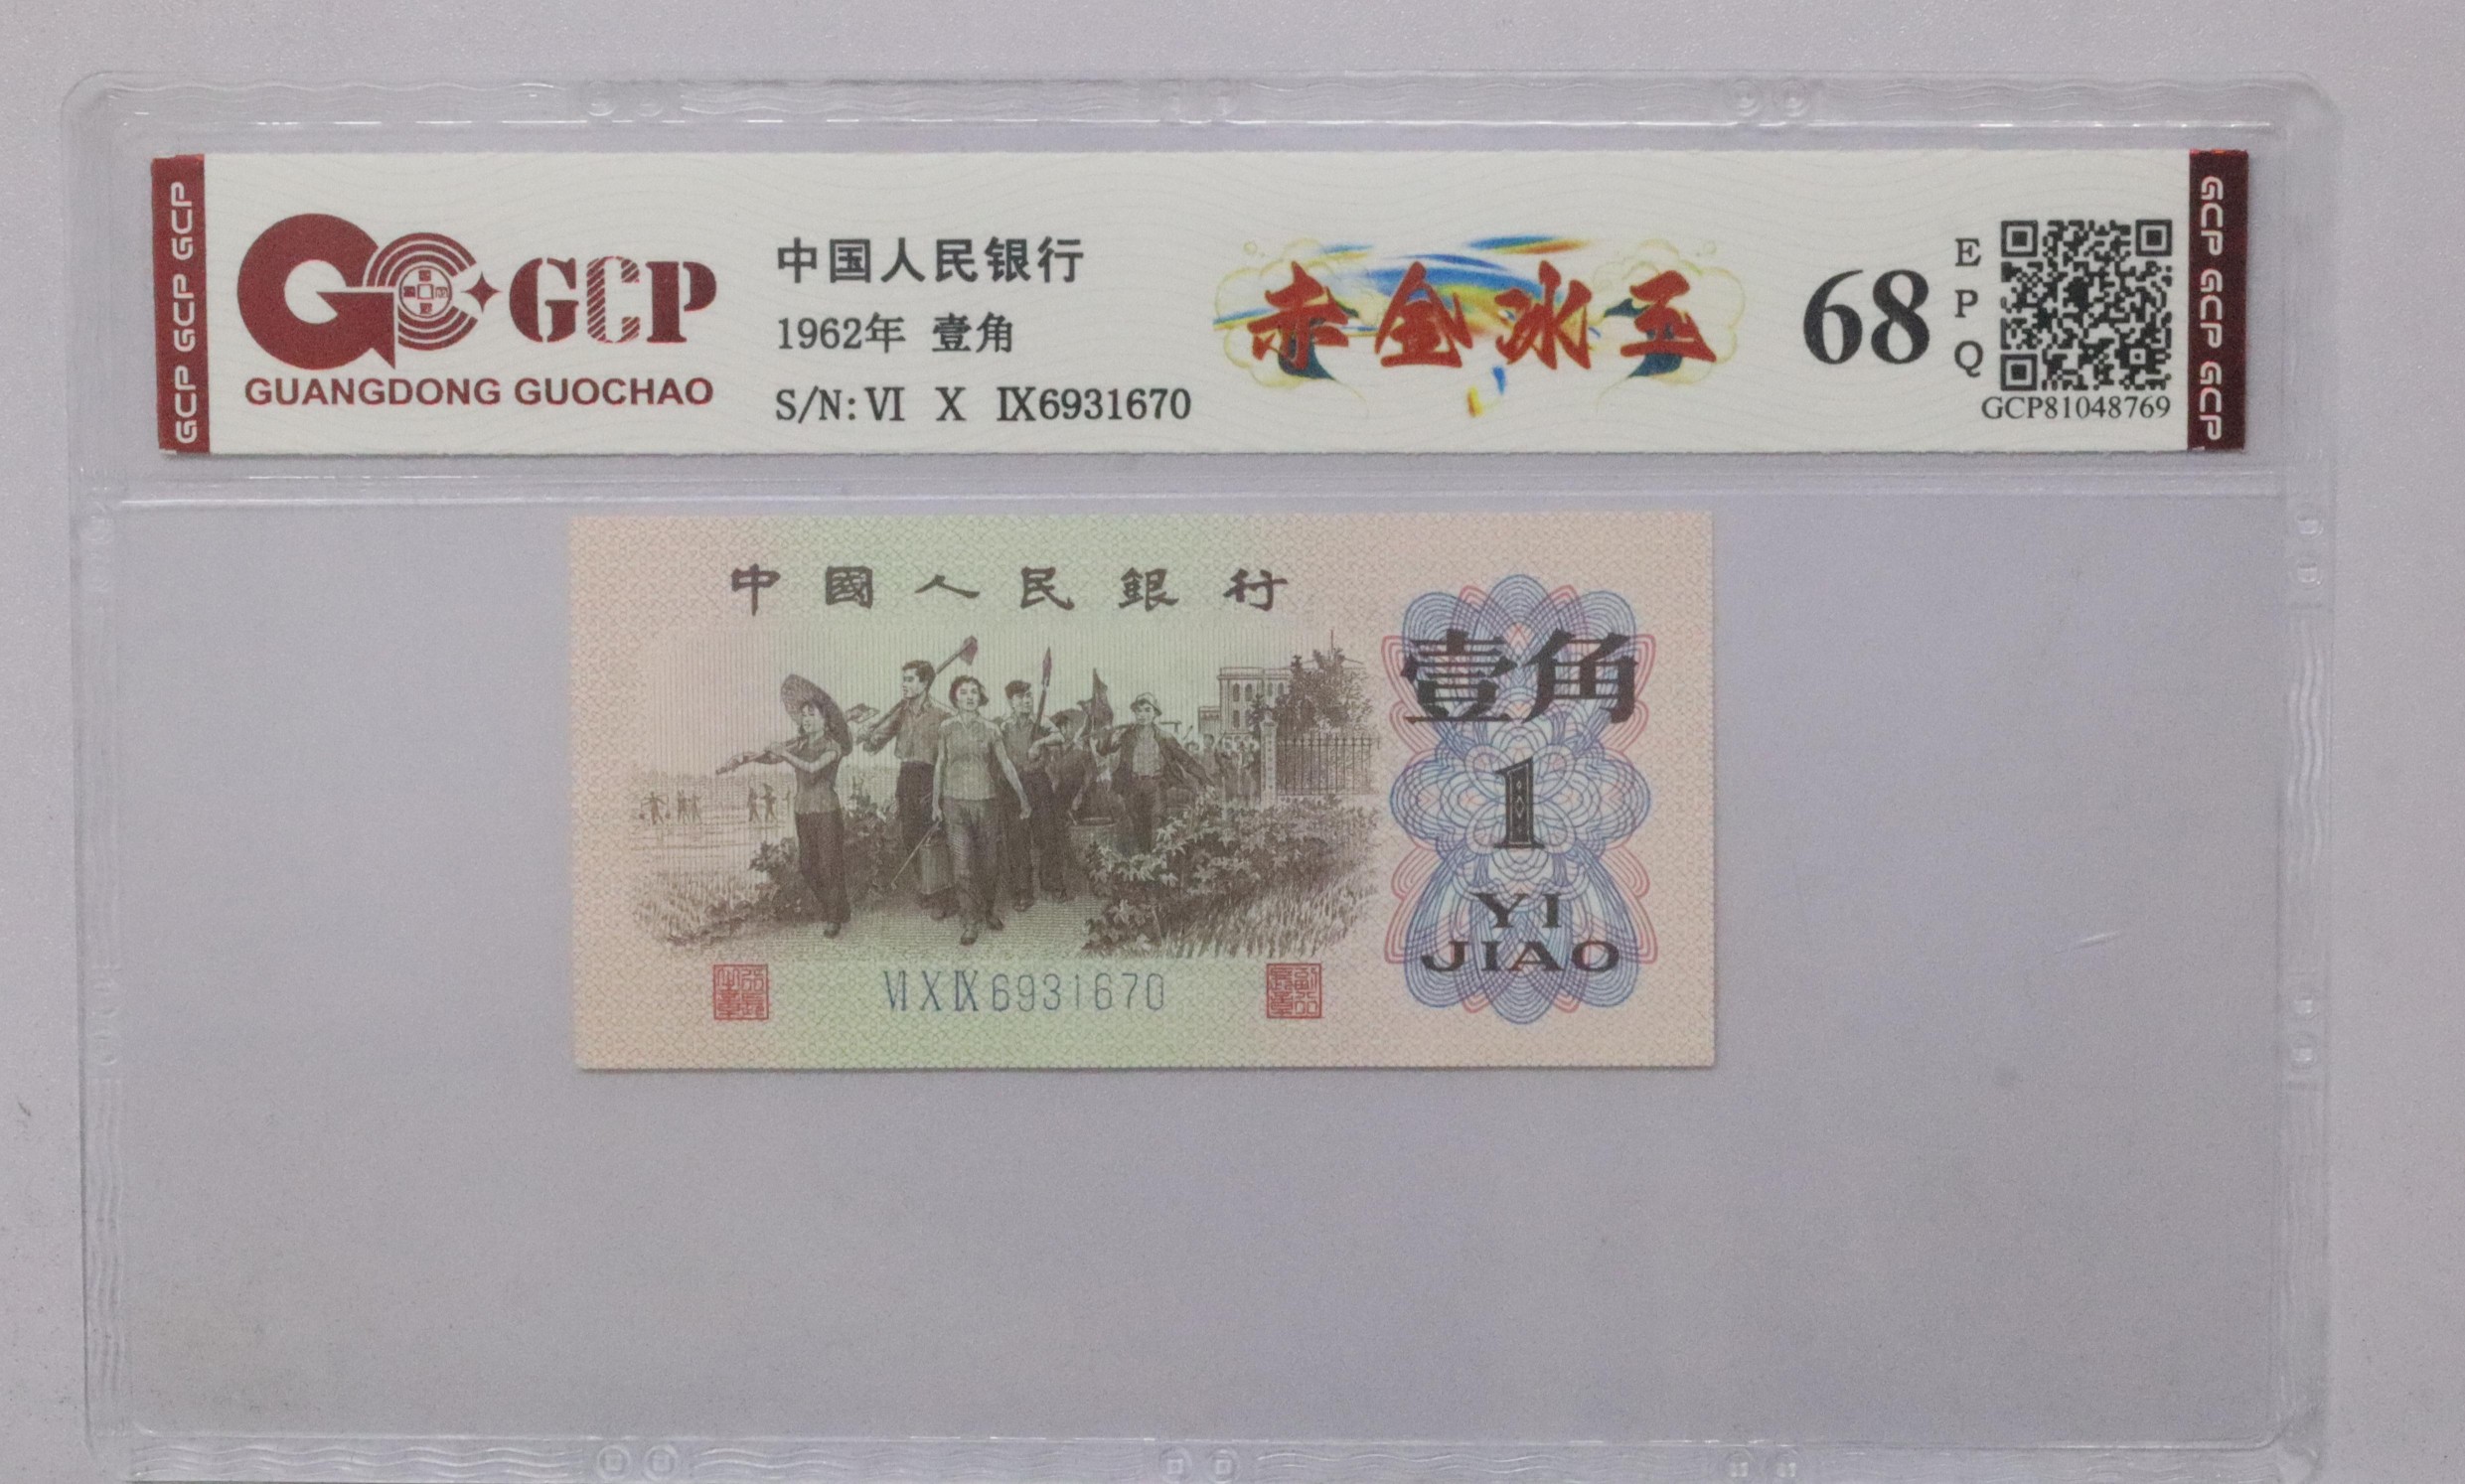 GCP GCP GCP
GCP
GUANGDONG GUOCHAO
中国人民银行
1962年 壹角
S/N: VI X IX6931670
赤金冰玉
68
E
P
Q
GCP81048769
GCP GCP GCP
中國人民銀行
壹角
1
YI
JIAO
VI X IX 6931670